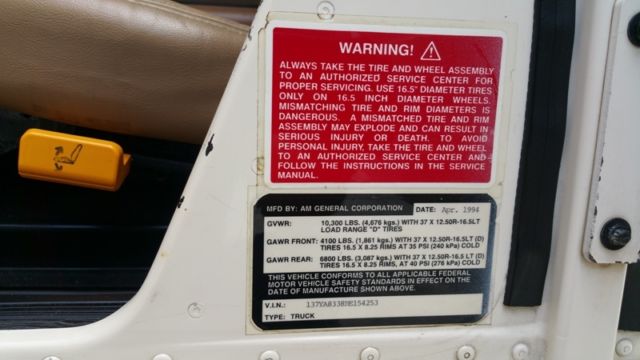 WARNING!
ALWAYS TAKE THE TIRE AND WHEEL ASSEMBLY
TO AN AUTHORIZED SERVICE CENTER FOR
PROPER SERVICING. USE 16.5" DIAMETER TIRES
ONLY ON 16.5 INCH DIAMETER WHEELS.
MISMATCHING TIRE AND RIM DIAMETERS IS
DANGEROUS. A MISMATCHED TIRE AND RIM
ASSEMBLY MAY EXPLODE AND CAN RESULT IN
SERIOUS INJURY OR DEATH. TO AVOID
PERSONAL INJURY, TAKE THE TIRE AND WHEEL
TO AN AUTHORIZED SERVICE CENTER AND
FOLLOW THE INSTRUCTIONS IN THE SERVICE
MANUAL.
MFD BY: AM GENERAL CORPORATION DATE: Apr. 1994
GVWR: 10,300 LBS. (4,676 kgs.) WITH 37 X 12.50R-16.5LT
LOAD RANGE "D" TIRES
GAWR FRONT: 4100 LBS. (1,861 kgs.) WITH 37 X 12.50R-16.5LT (D)
TIRES 16.5 X 8.25 RIMS AT 35 PSI (240 kPa) COLD
GAWR REAR: 6800 LBS. (3,087 kgs.) WITH 37 X 12.50R-16.5 LT (D)
TIRES 16.5 X 8.25 RIMS, AT 40 PSI (276 kPa) COLD
THIS VEHICLE CONFORMS TO ALL APPLICABLE FEDERAL
MOTOR VEHICLE SAFETY STANDARDS IN EFFECT ON THE
DATE OF MANUFACTURE SHOWN ABOVE.
V.I.N.: 137YA8338RE154253
TYPE: TRUCK